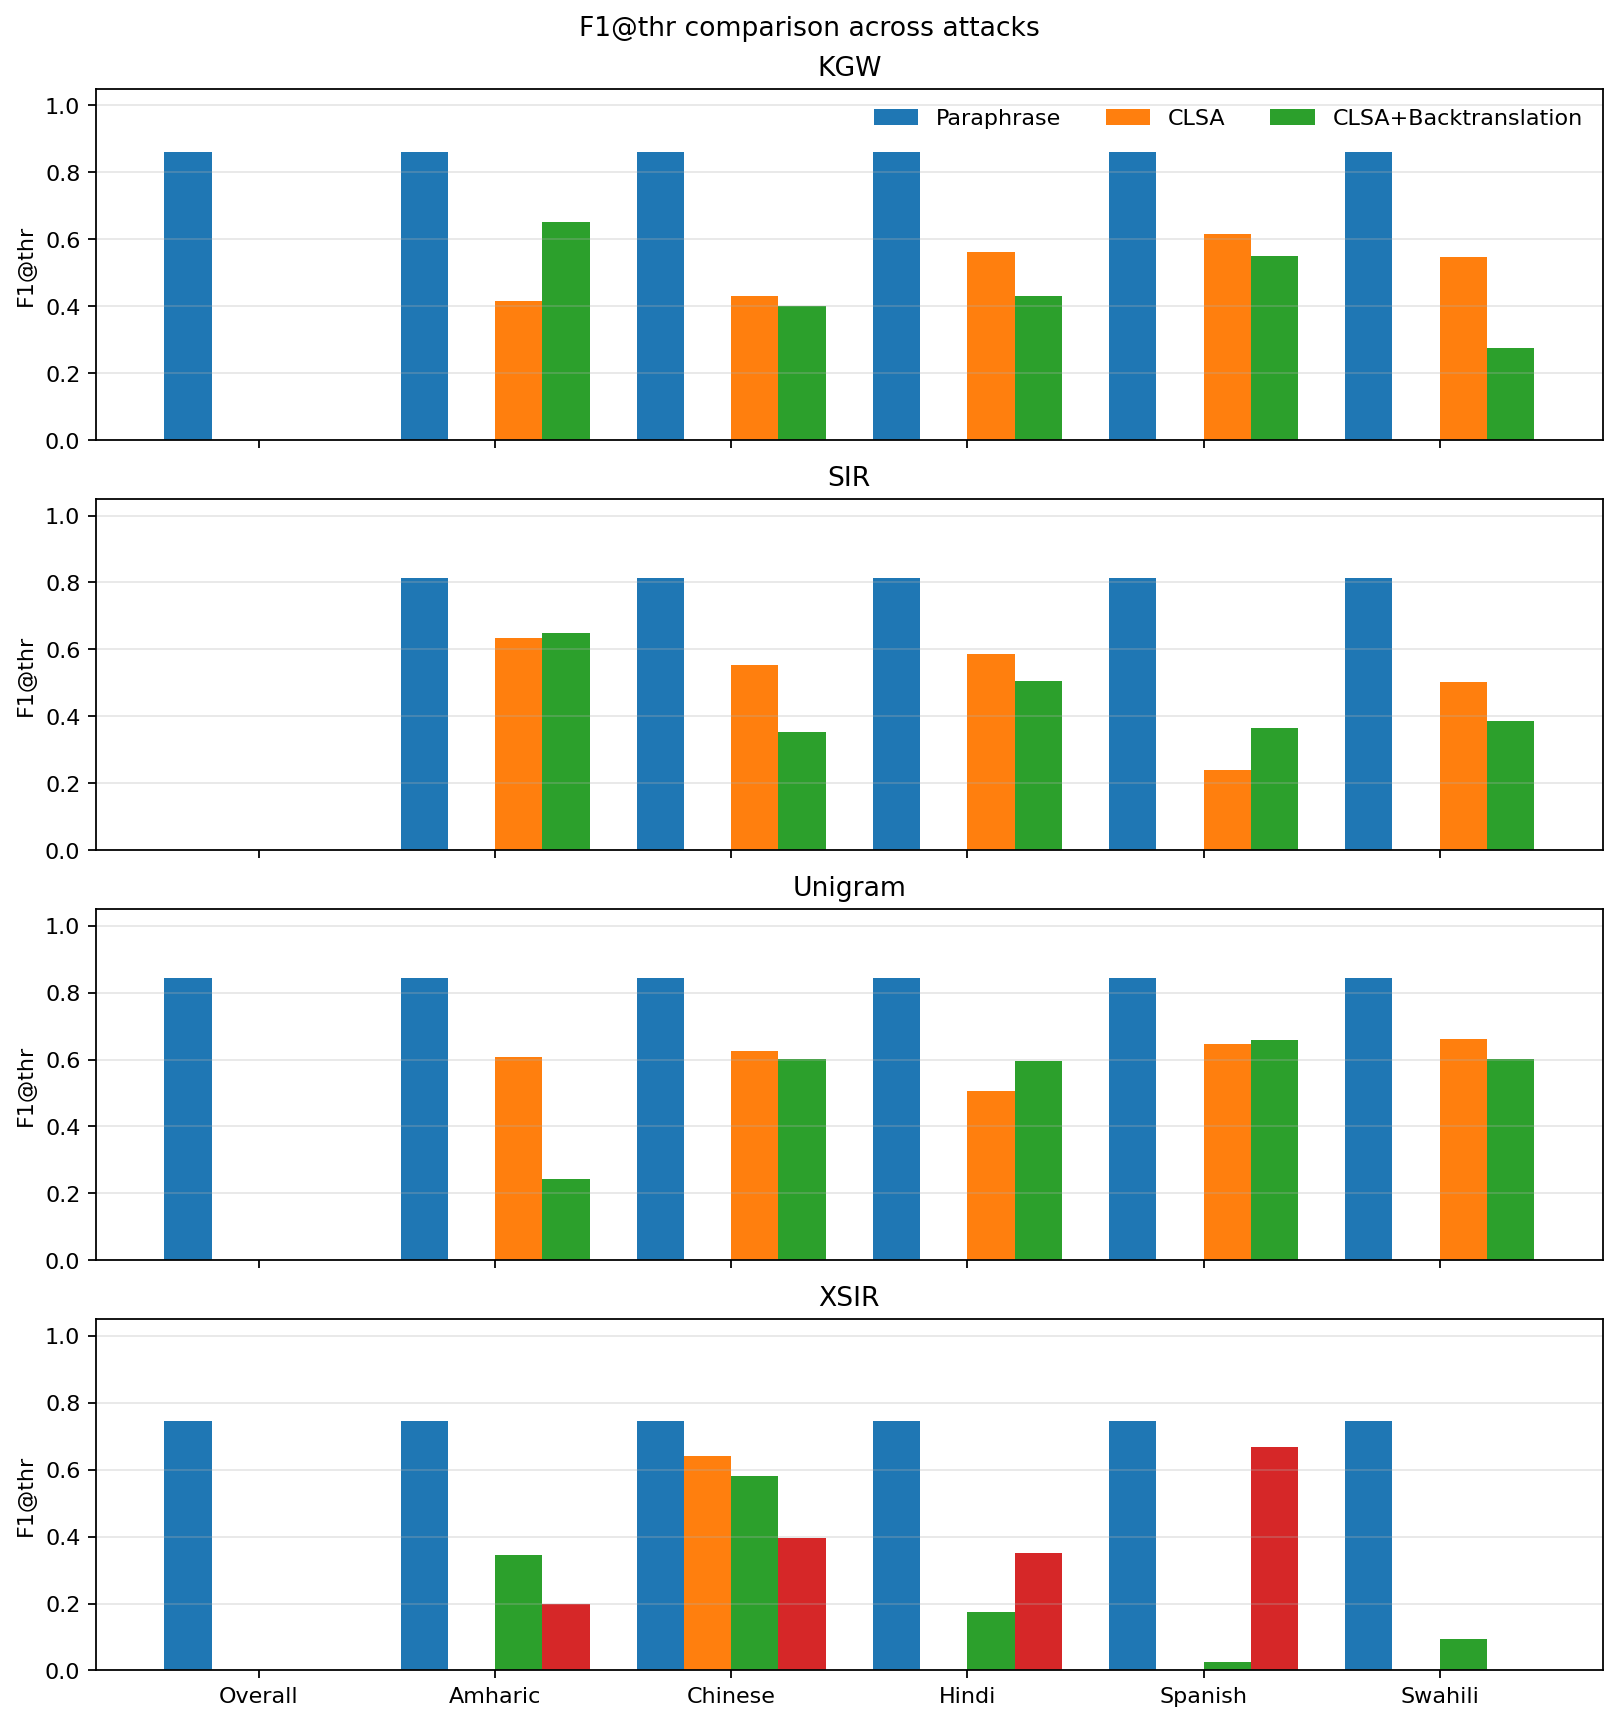 F1@thr comparison across attacks
KGW
Paraphrase CLSA CLSA+Backtranslation
1.0
0.8
0.6
0.4
0.2
0.0
F1@thr
SIR
1.0
0.8
0.6
0.4
0.2
0.0
F1@thr
Unigram
1.0
0.8
0.6
0.4
0.2
0.0
F1@thr
XSIR
1.0
0.8
0.6
0.4
0.2
0.0
F1@thr
Overall Amharic Chinese Hindi Spanish Swahili